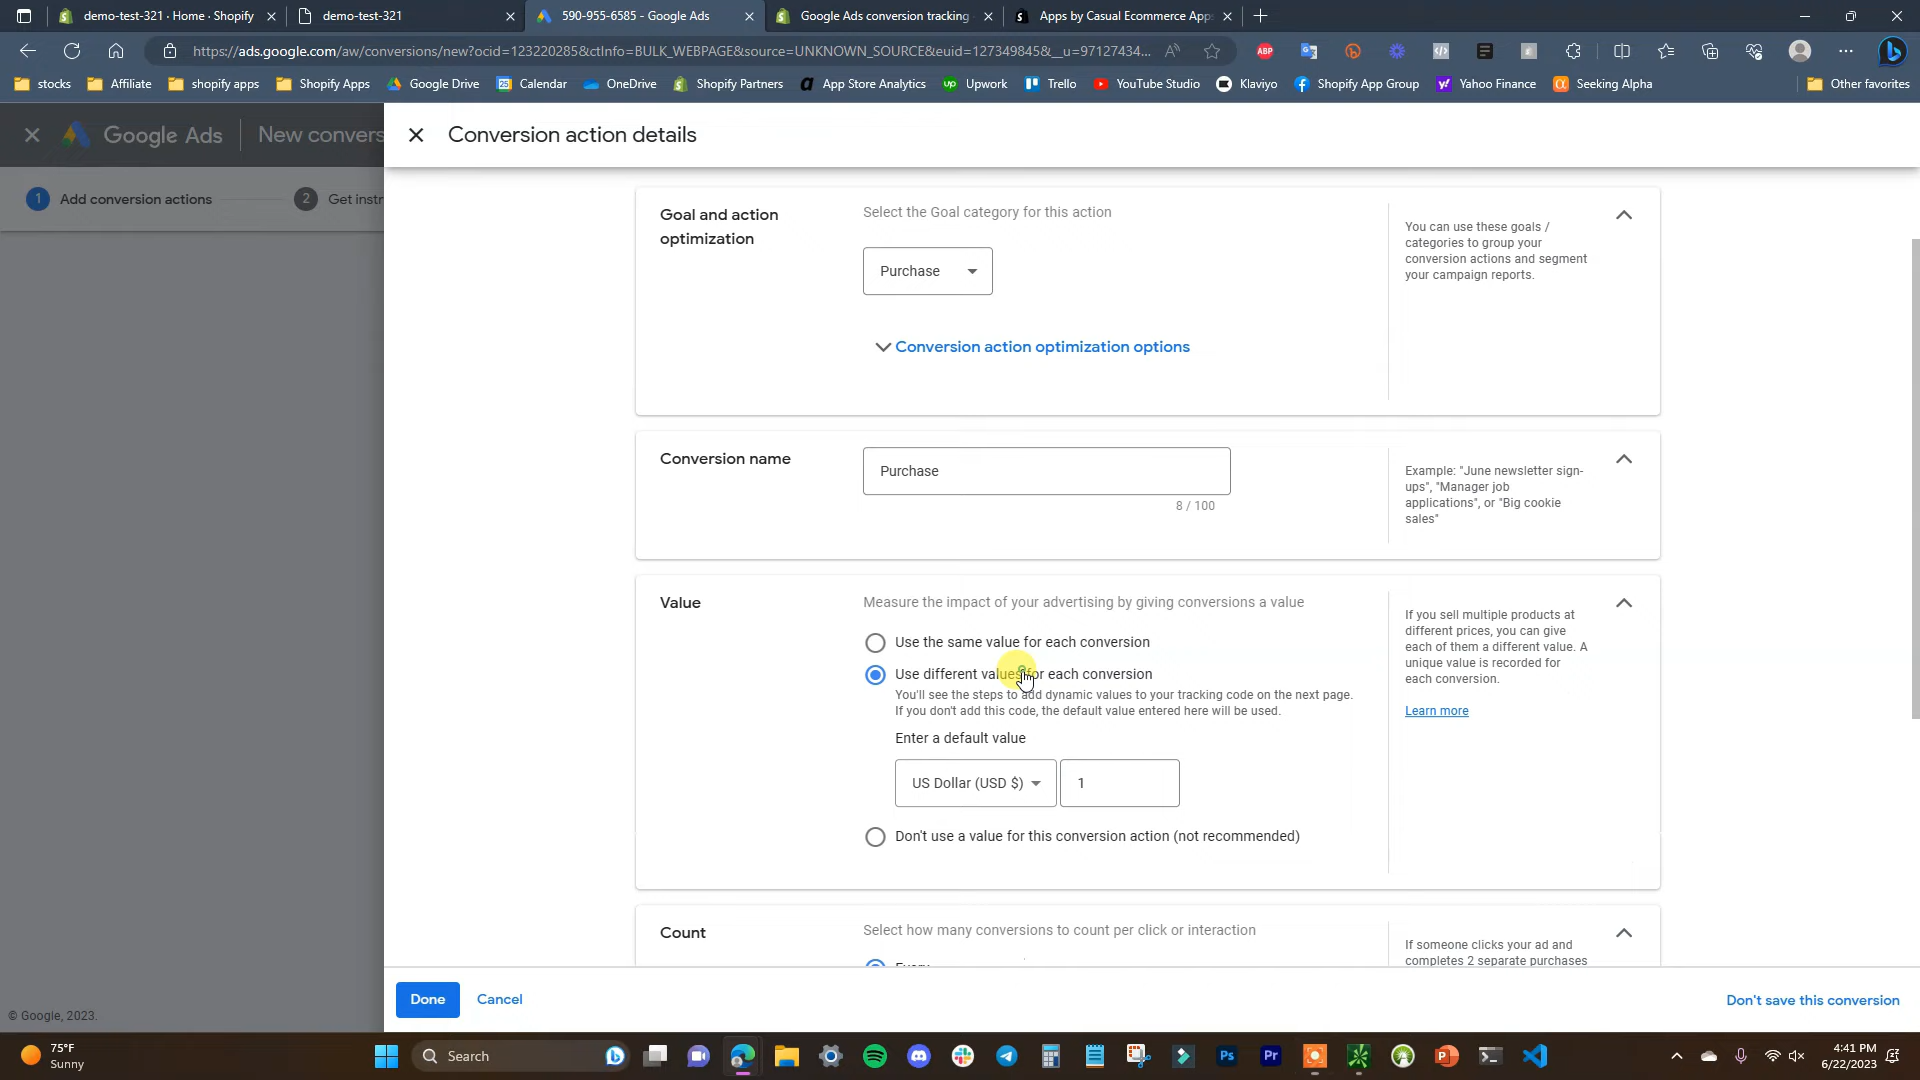 demo-test-321 · Home · Shopify
demo-test-321
590-955-6585 - Google Ads
Google Ads conversion tracking
Apps by Casual Ecommerce App
https://ads.google.com/aw/conversions/new?ocid=123220285&ctInfo=BULK_WEBPAGE&source=UNKNOWN_SOURCE&euid=127349845&__u=97127434...
stocks
Affiliate
shopify apps
Shopify Apps
Google Drive
Calendar
OneDrive
Shopify Partners
App Store Analytics
Upwork
Trello
YouTube Studio
Klaviyo
Shopify App Group
Yahoo Finance
Seeking Alpha
Other favorites
Google Ads
New convers
Conversion action details
1
Add conversion actions
2
Get instr
Goal and action
optimization
Select the Goal category for this action
Purchase
Conversion action optimization options
You can use these goals /
categories to group your
conversion actions and segment
your campaign reports.
Conversion name
Purchase
8 / 100
Example: "June newsletter sign-
ups", "Manager job
applications", or "Big cookie
sales"
Value
Measure the impact of your advertising by giving conversions a value
Use the same value for each conversion
Use different values for each conversion
You'll see the steps to add dynamic values to your tracking code on the next page.
If you don't add this code, the default value entered here will be used.
Enter a default value
US Dollar (USD $)
1
Don't use a value for this conversion action (not recommended)
If you sell multiple products at
different prices, you can give
each of them a different value. A
unique value is recorded for
each conversion.
Learn more
Count
Select how many conversions to count per click or interaction
Every
If someone clicks your ad and
completes 2 separate purchases
Done
Cancel
Don't save this conversion
© Google, 2023.
75°F
Sunny
Search
4:41 PM
6/22/2023